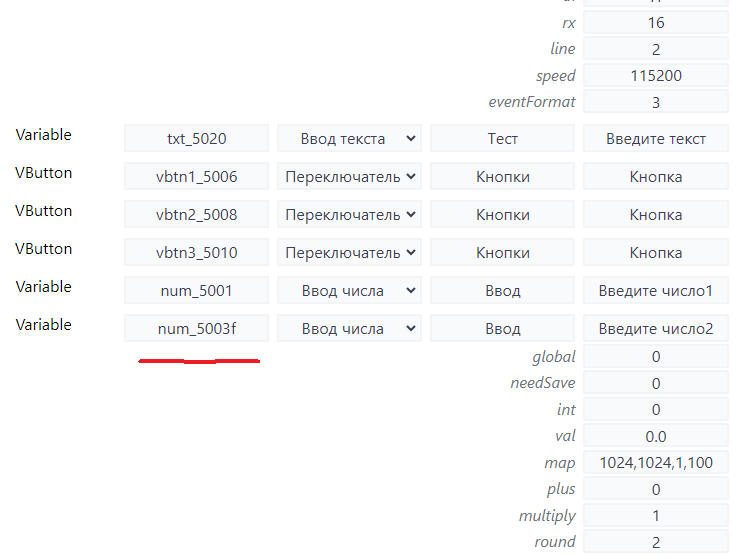 rx 16
line 2
speed 115200
eventFormat 3
Variable txt_5020 Ввод текста Тест Введите текст
VButton vbtn1_5006 Переключатель Кнопки Кнопка
VButton vbtn2_5008 Переключатель Кнопки Кнопка
VButton vbtn3_5010 Переключатель Кнопки Кнопка
Variable num_5001 Ввод числа Ввод Введите число1
Variable num_5003f Ввод числа Ввод Введите число2
global 0
needSave 0
int 0
val 0.0
map 1024,1024,1,100
plus 0
multiply 1
round 2